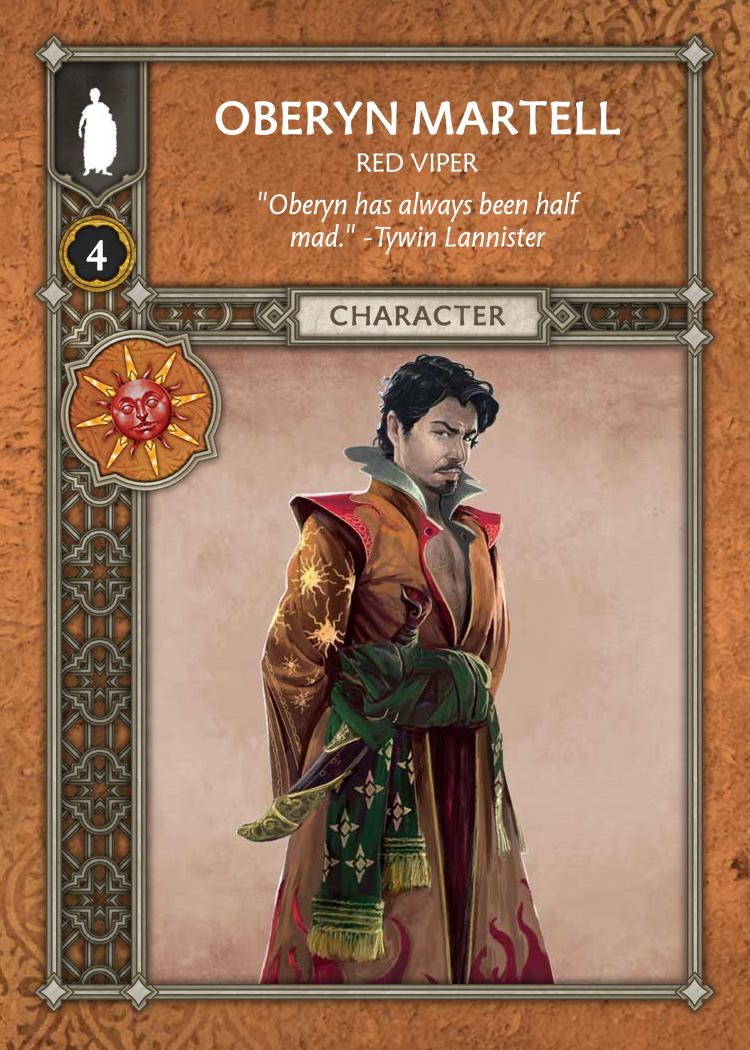 OBERYN MARTELL
RED VIPER
"Oberyn has always been half
mad." -Tywin Lannister
4
CHARACTER